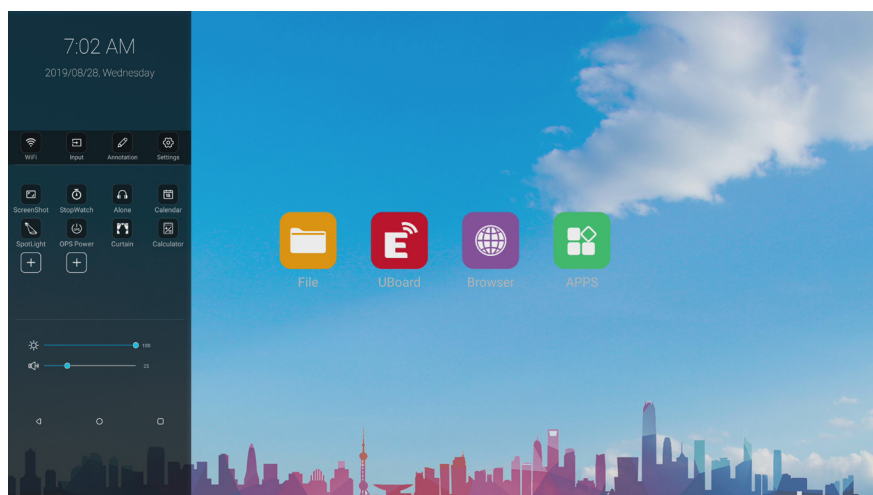 7:02 AM
2019/08/28, Wednesday
WiFi Input Annotation Settings
ScreenShot StopWatch Alone Calendar
SpotLight OPS Power Curtain Calculator
100
25
E
File UBoard Browser APPS